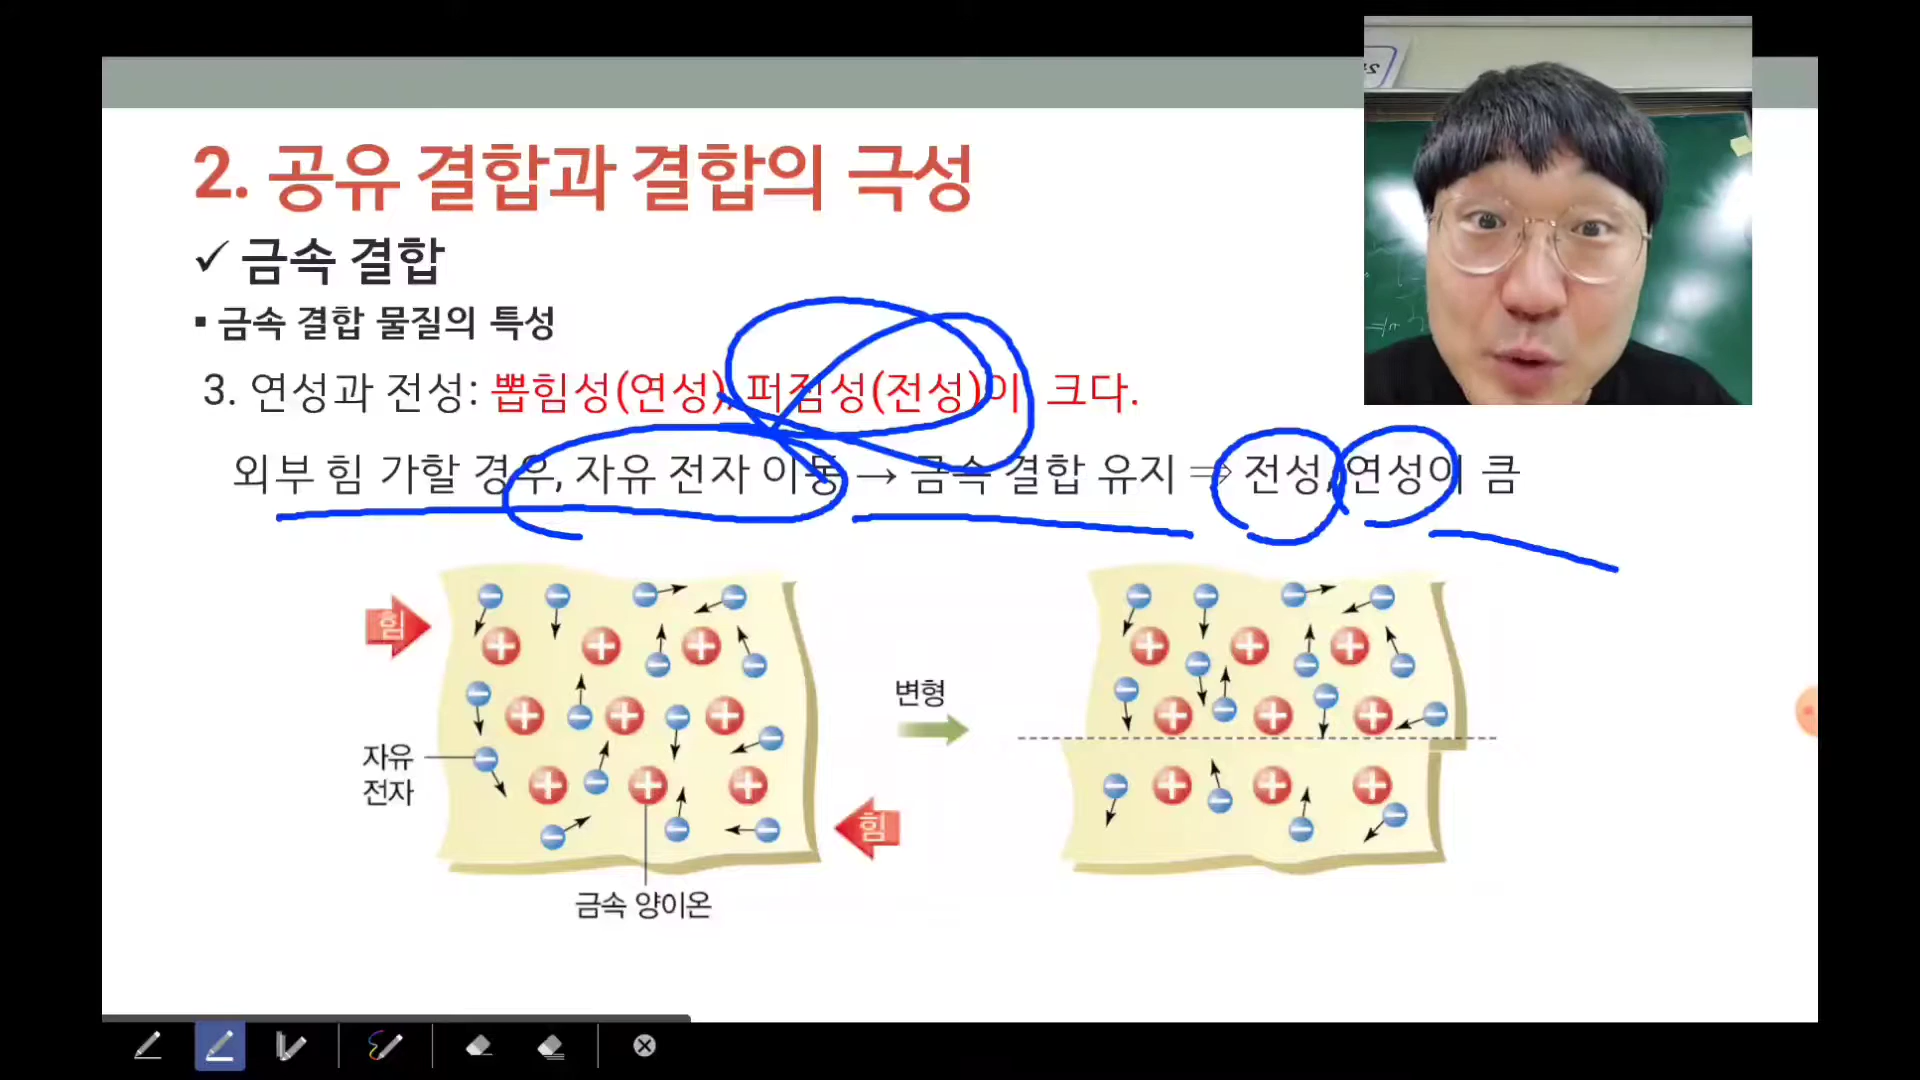 2. 공유 결합과 결합의 극성
✓ 금속 결합
▪ 금속 결합 물질의 특성
3. 연성과 전성: 뽑힘성(연성), 퍼짐성(전성)이 크다.
외부 힘 가할 경우, 자유 전자 이동 → 금속 결합 유지 ⇒ 전성, 연성이 큼
힘
변형
자유
전자
힘
금속 양이온